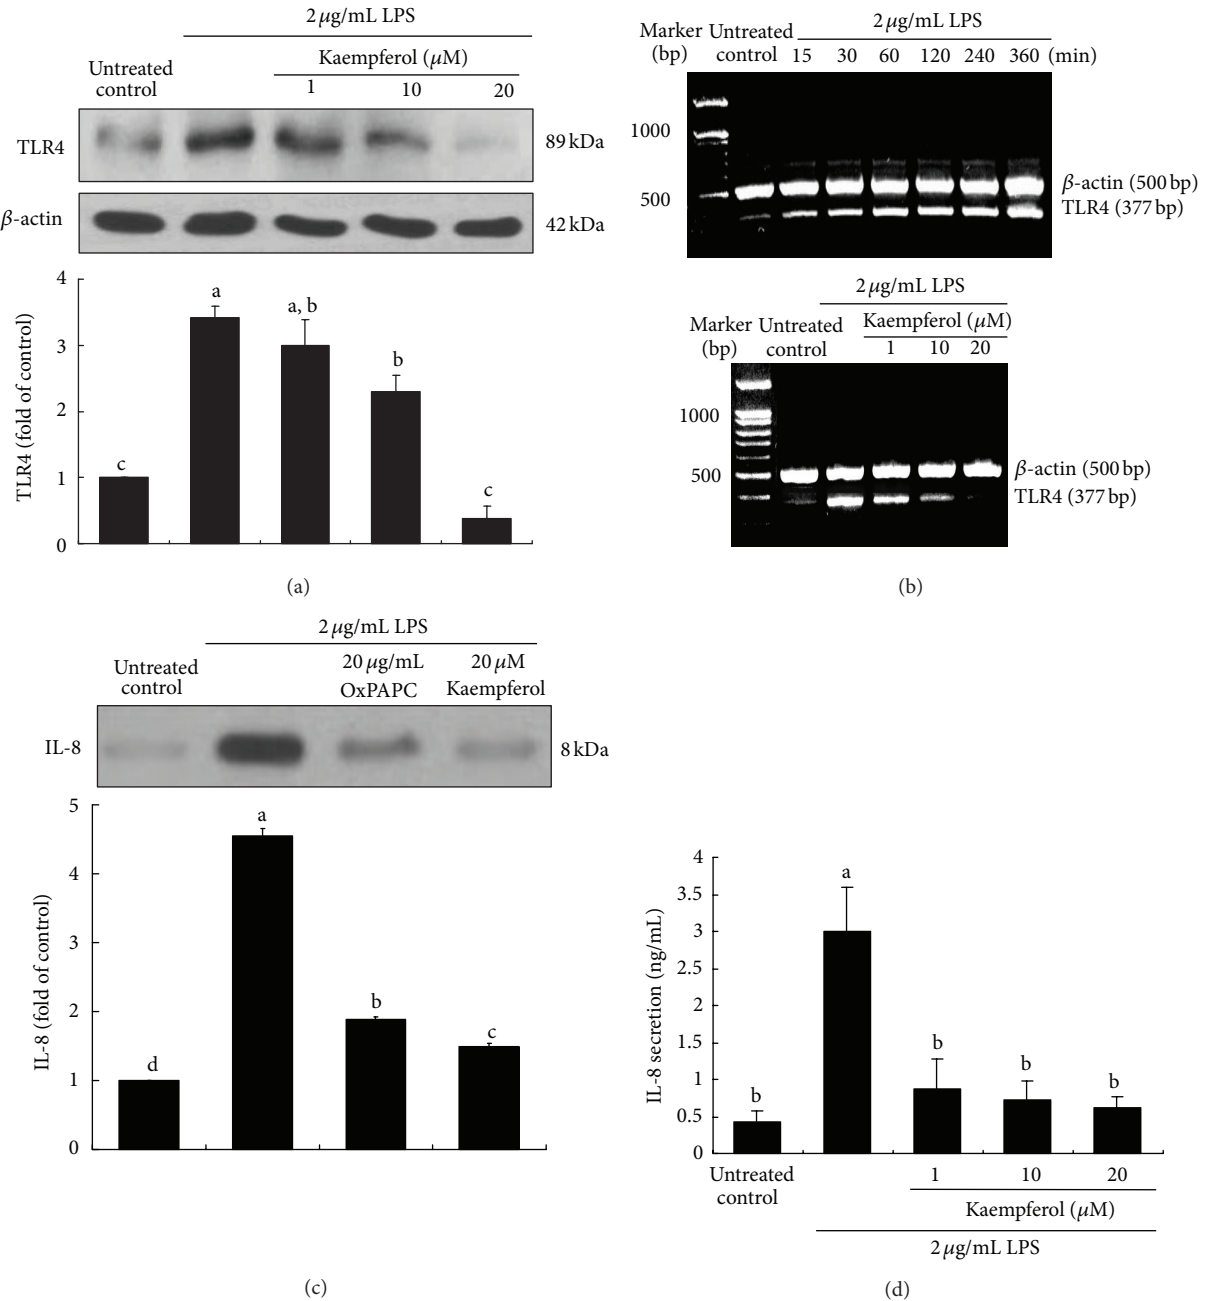 2 μg/mL LPS
Kaempferol (μM)
Untreated
control
1 10 20
TLR4
89 kDa
β-actin
42 kDa
TLR4 (fold of control)
4
3
2
1
0
c
a
a, b
b
c
(a)
2 μg/mL LPS
Marker
(bp)
Untreated
control
15 30 60 120 240 360 (min)
1000
500
β-actin (500 bp)
TLR4 (377 bp)
2 μg/mL LPS
Marker
(bp)
Untreated
control
Kaempferol (μM)
1 10 20
1000
500
β-actin (500 bp)
TLR4 (377 bp)
(b)
2 μg/mL LPS
Untreated
control
20 μg/mL
OxPAPC
20 μM
Kaempferol
IL-8
8 kDa
IL-8 (fold of control)
5
4
3
2
1
0
d
a
b
c
(c)
IL-8 secretion (ng/mL)
4
3.5
3
2.5
2
1.5
1
0.5
0
b
a
b
b
b
Untreated
control
1 10 20
Kaempferol (μM)
2 μg/mL LPS
(d)